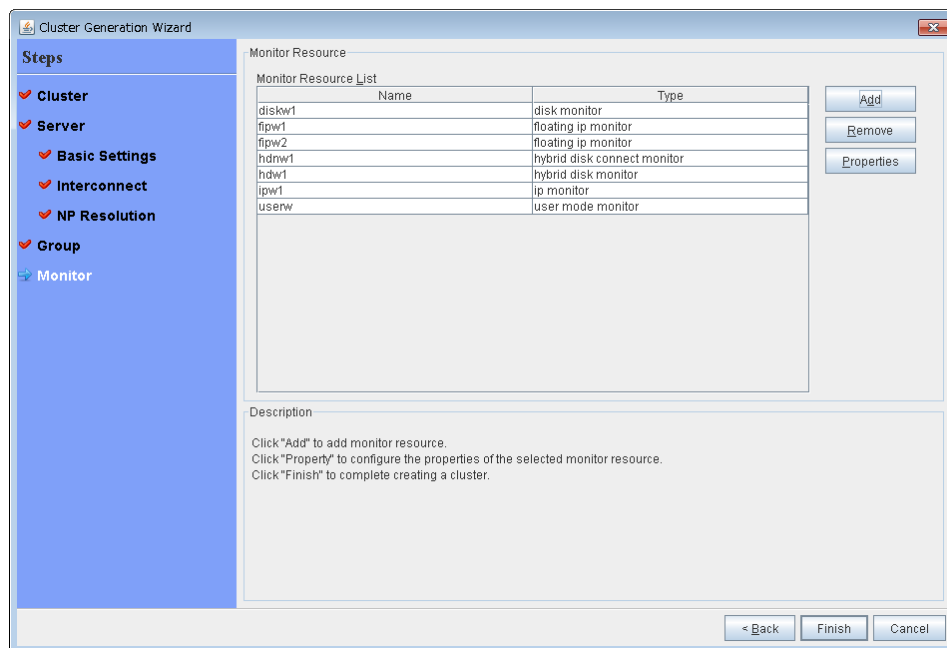 Cluster Generation Wizard
Steps
Cluster
Server
Basic Settings
Interconnect
NP Resolution
Group
Monitor
Monitor Resource
Monitor Resource List
Name Type
diskw1 disk monitor
fipw1 floating ip monitor
fipw2 floating ip monitor
hdnw1 hybrid disk connect monitor
hdw1 hybrid disk monitor
ipw1 ip monitor
userw user mode monitor
Add
Remove
Properties
Description
Click "Add" to add monitor resource.
Click "Property" to configure the properties of the selected monitor resource.
Click "Finish" to complete creating a cluster.
< Back Finish Cancel